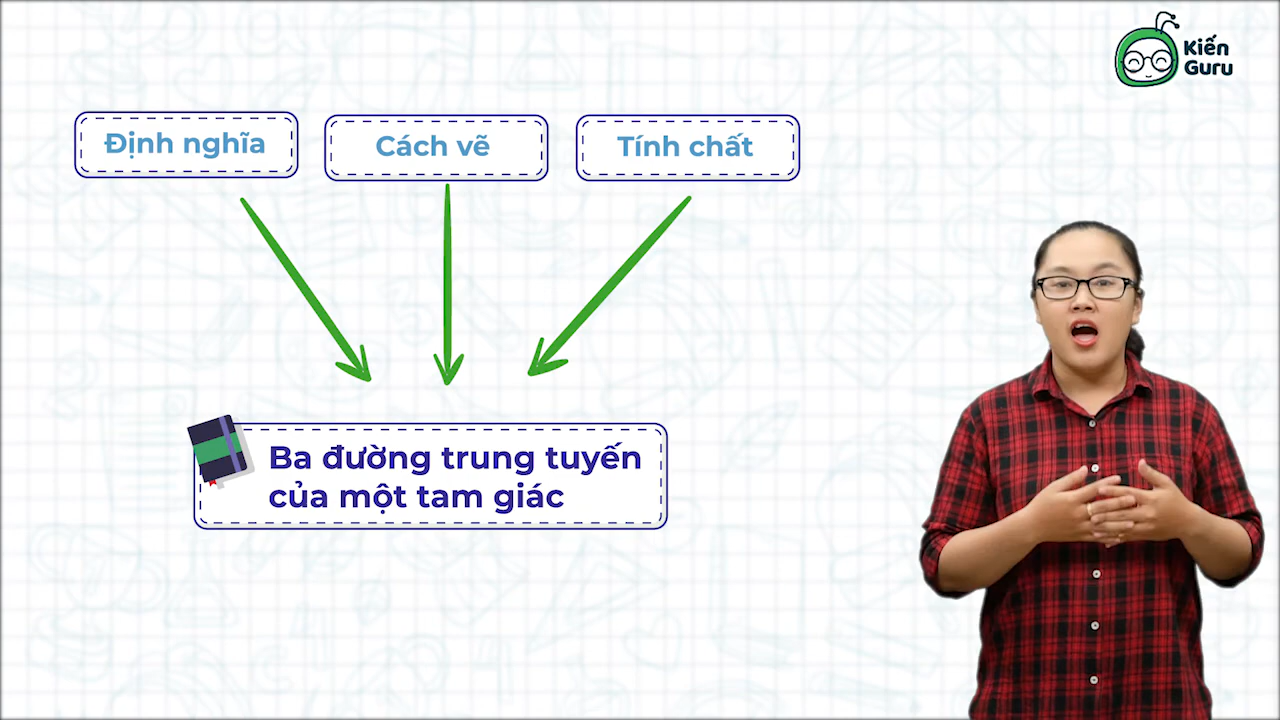 Kiến
Guru
Định nghĩa
Cách vẽ
Tính chất
Ba đường trung tuyến
của một tam giác